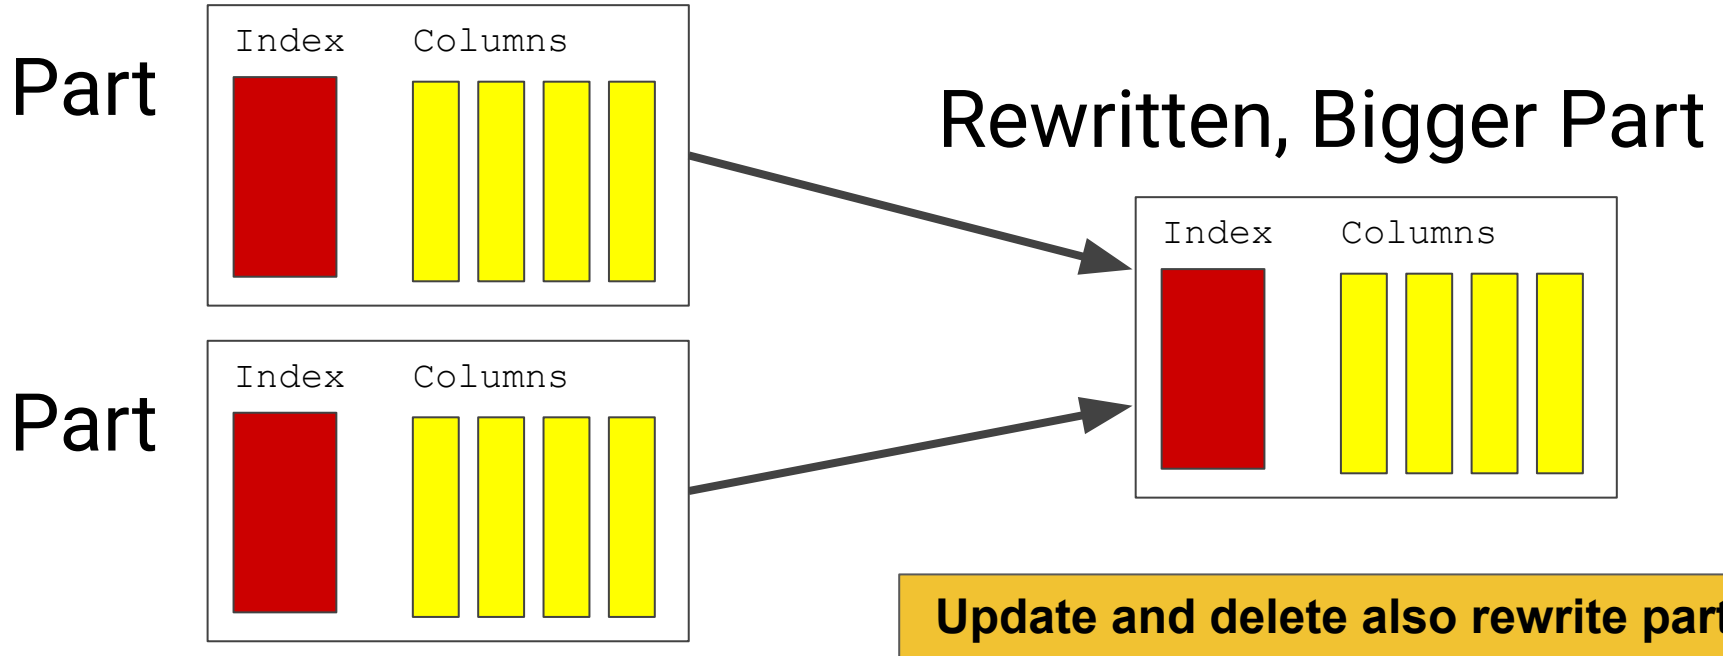 Part
Index Columns
Rewritten, Bigger Part
Index Columns
Part
Index Columns
Update and delete also rewrite part